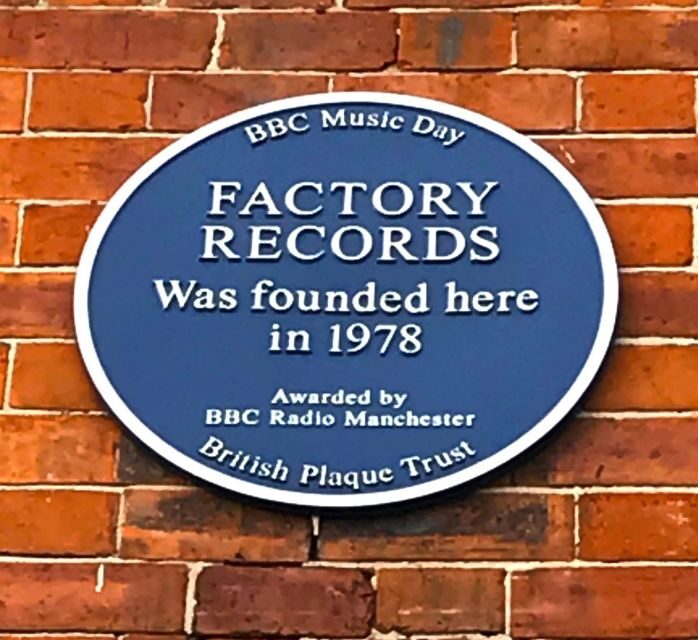 BBC Music Day
FACTORY
RECORDS
Was founded here
in 1978
Awarded by
BBC Radio Manchester
British Plaque Trust